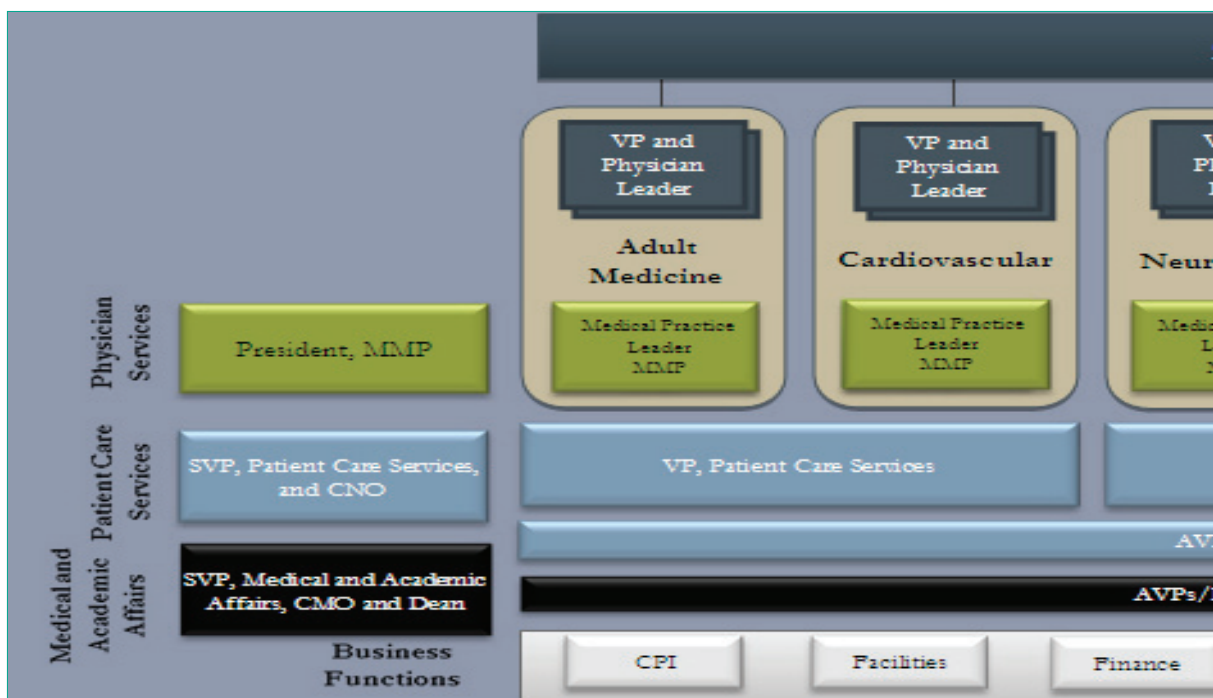 VP and
Physician
Leader
VP and
Physician
Leader
Adult
Medicine
Cardiovascular
Physician
Services
President, MMP
Medical Practice
Leader
MMP
Medical Practice
Leader
MMP
Patient Care
Services
SVP, Patient Care Services,
and CNO
VP, Patient Care Services
Medical and
Academic
Affairs
SVP, Medical and Academic
Affairs, CMO and Dean
AVPs/
Business
Functions
CPI
Facilities
Finance